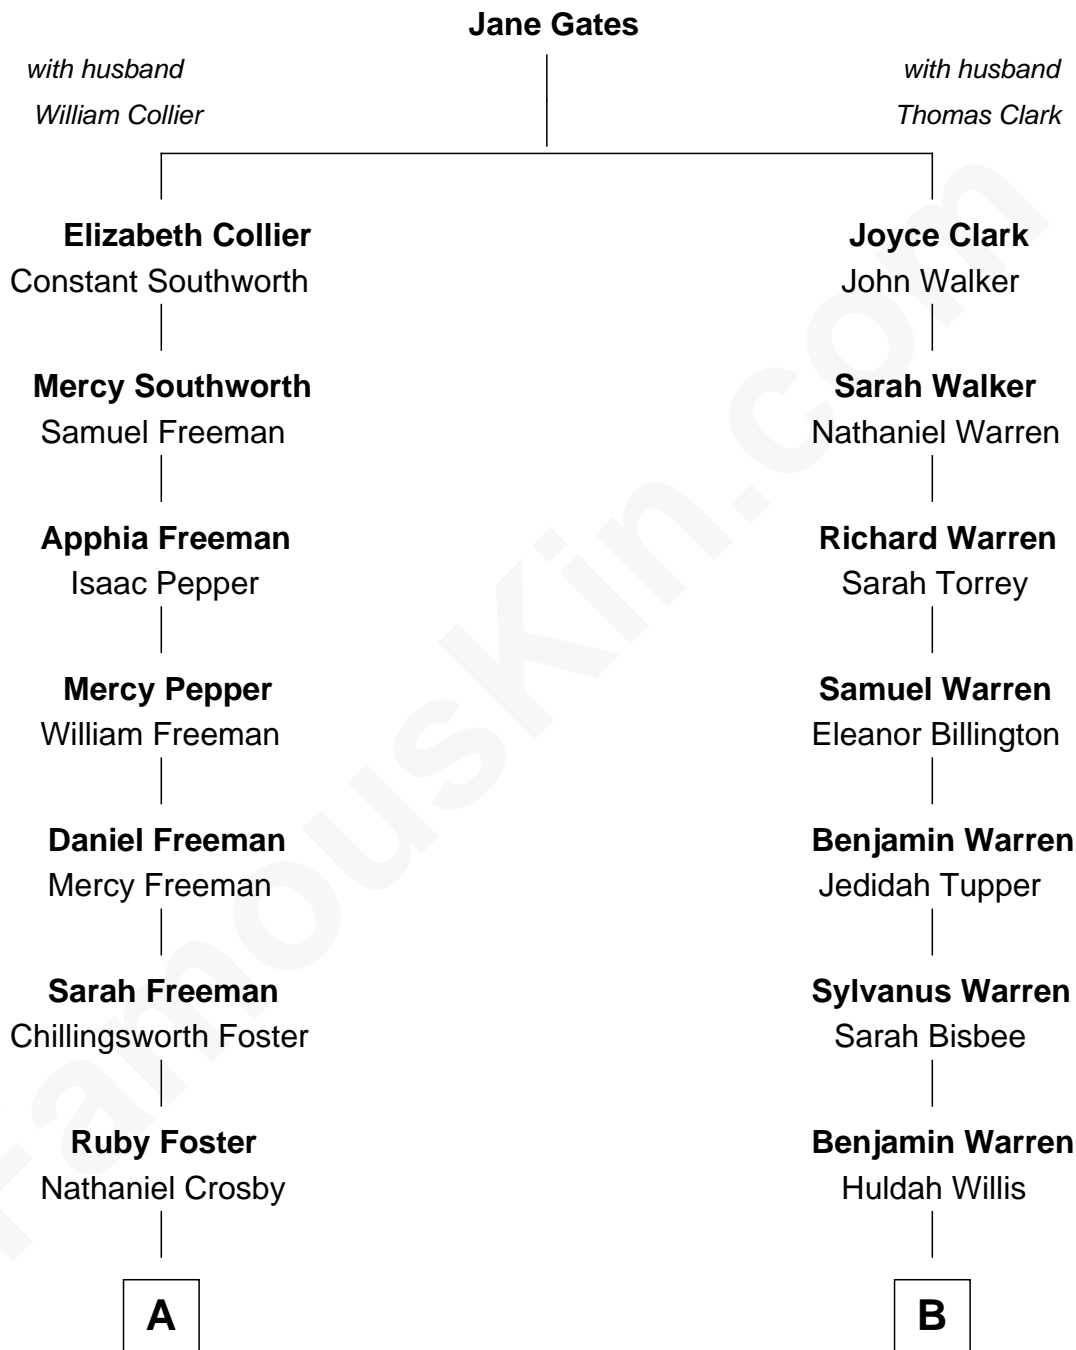 Jane Gates
with husband
William Collier
with husband
Thomas Clark
Elizabeth Collier
Constant Southworth
Joyce Clark
John Walker
Mercy Southworth
Samuel Freeman
Sarah Walker
Nathaniel Warren
Apphia Freeman
Isaac Pepper
Richard Warren
Sarah Torrey
Mercy Pepper
William Freeman
Samuel Warren
Eleanor Billington
Daniel Freeman
Mercy Freeman
Benjamin Warren
Jedidah Tupper
Sarah Freeman
Chillingsworth Foster
Sylvanus Warren
Sarah Bisbee
Ruby Foster
Nathaniel Crosby
Benjamin Warren
Huldah Willis
A
B
FamousKin.com